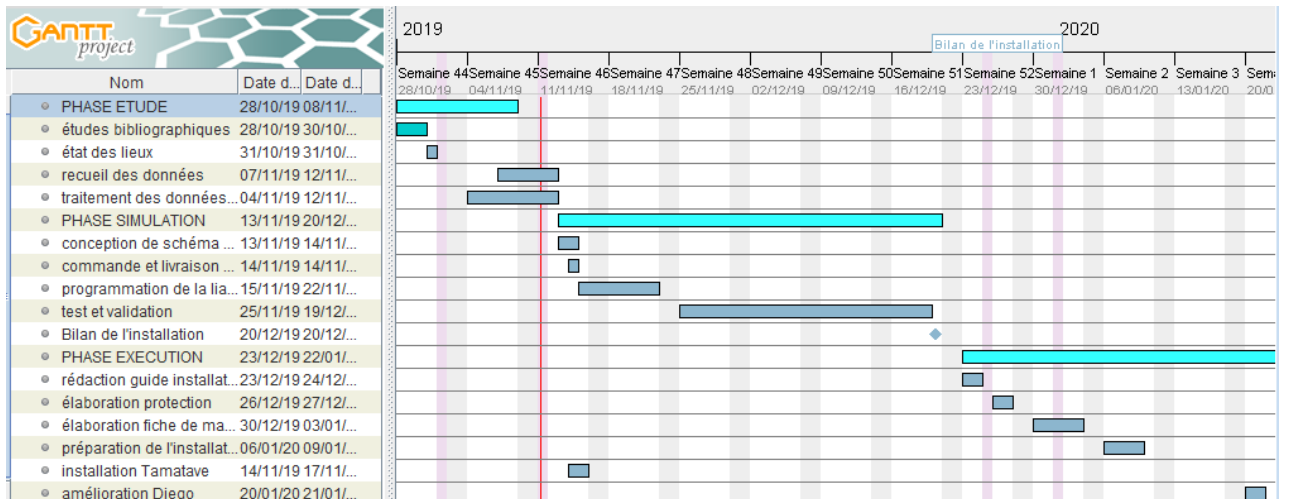 GANTT
project
2019
2020
Bilan de l'installation
Nom Date d... Date d...
Semaine 44 Semaine 45 Semaine 46 Semaine 47 Semaine 48 Semaine 49 Semaine 50 Semaine 51 Semaine 52 Semaine 1 Semaine 2 Semaine 3 Sem
28/10/19 04/11/19 11/11/19 18/11/19 25/11/19 02/12/19 09/12/19 16/12/19 23/12/19 30/12/19 06/01/20 13/01/20 20/0
PHASE ETUDE 28/10/19 08/11/...
études bibliographiques 28/10/19 30/10/...
état des lieux 31/10/19 31/10/...
recueil des données 07/11/19 12/11/...
traitement des données... 04/11/19 12/11/...
PHASE SIMULATION 13/11/19 20/12/...
conception de schéma ... 13/11/19 14/11/...
commande et livraison ... 14/11/19 14/11/...
programmation de la lia... 15/11/19 22/11/...
test et validation 25/11/19 19/12/...
Bilan de l'installation 20/12/19 20/12/...
PHASE EXECUTION 23/12/19 22/01/...
rédaction guide installat... 23/12/19 24/12/...
élaboration protection 26/12/19 27/12/...
élaboration fiche de ma... 30/12/19 03/01/...
préparation de l'installat... 06/01/20 09/01/...
installation Tamatave 14/11/19 17/11/...
amélioration Diego 20/01/20 21/01/...